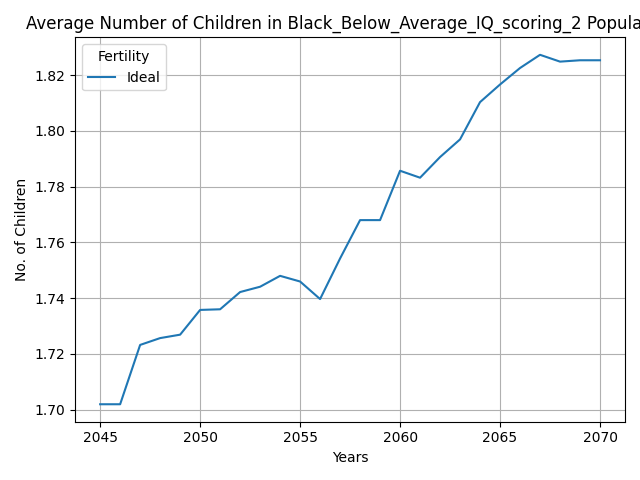 Average Number of Children in Black_Below_Average_IQ_scoring_2 Popula
Fertility
Ideal
No. of Children
1.82
1.80
1.78
1.76
1.74
1.72
1.70
2045 2050 2055 2060 2065 2070
Years